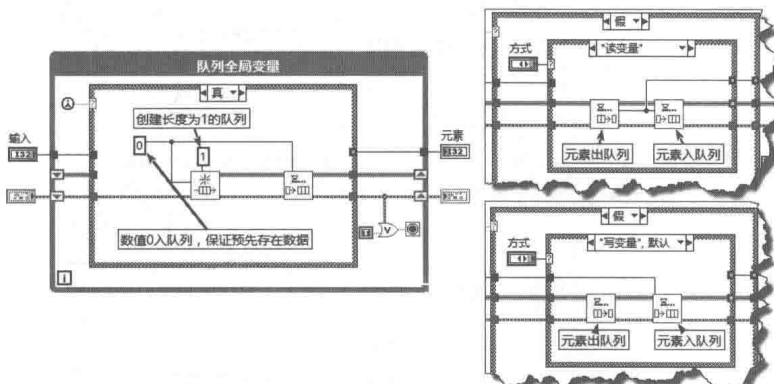 队列全局变量
真
创建长度为1的队列
输入
I32
0
1
数值0入队列，保证预先存在数据
元素
I32
i
假
方式
"读变量"
元素出队列
元素入队列
假
方式
"写变量", 默认
元素出队列
元素入队列